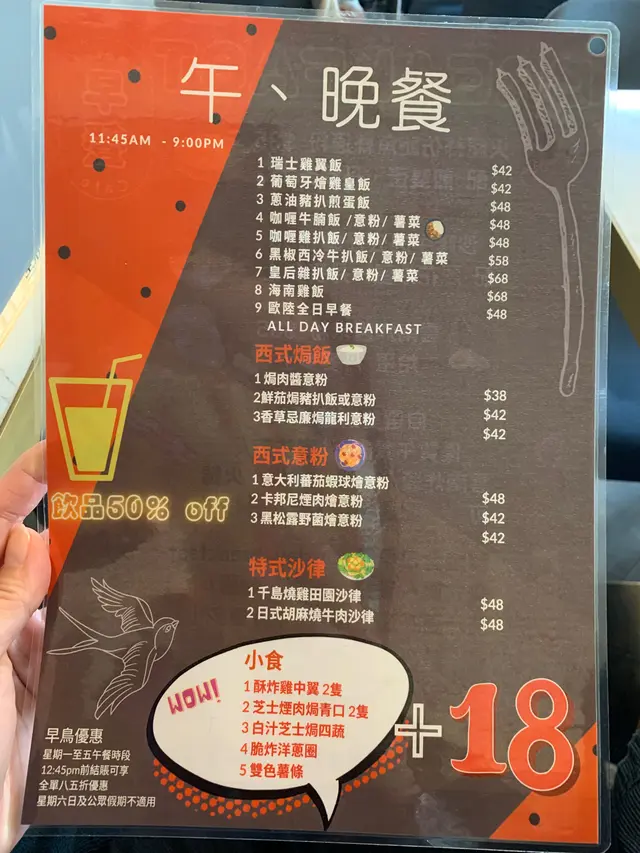 午、晚餐
11:45AM - 9:00PM
1 瑞士雞翼飯 $42
2 葡萄牙燴雞皇飯 $42
3 蔥油豬扒煎蛋飯 $48
4 咖喱牛腩飯 /意粉/ 薯菜 $48
5 咖喱雞扒飯/ 意粉/ 薯菜 $48
6 黑椒西冷牛扒飯/ 意粉/ 薯菜 $58
7 皇后雜扒飯/ 意粉/ 薯菜 $68
8 海南雞飯 $68
9 歐陸全日早餐 $48
ALL DAY BREAKFAST
西式焗飯
1焗肉醬意粉 $38
2鮮茄焗豬扒飯或意粉 $42
3香草忌廉焗龍利意粉 $42
西式意粉
1意大利蕃茄蝦球燴意粉 $48
2卡邦尼煙肉燴意粉 $42
3黑松露野菌燴意粉 $42
飲品50% off
特式沙律
1千島燒雞田園沙律 $48
2日式胡麻燒牛肉沙律 $48
小食
WOW!
1酥炸雞中翼 2隻
2芝士煙肉焗青口 2隻
3白汁芝士焗四蔬
4脆炸洋蔥圈
5雙色薯條
+18
早鳥優惠
星期一至五午餐時段
12:45pm前結賬可享
全單八五折優惠
星期六日及公眾假期不適用